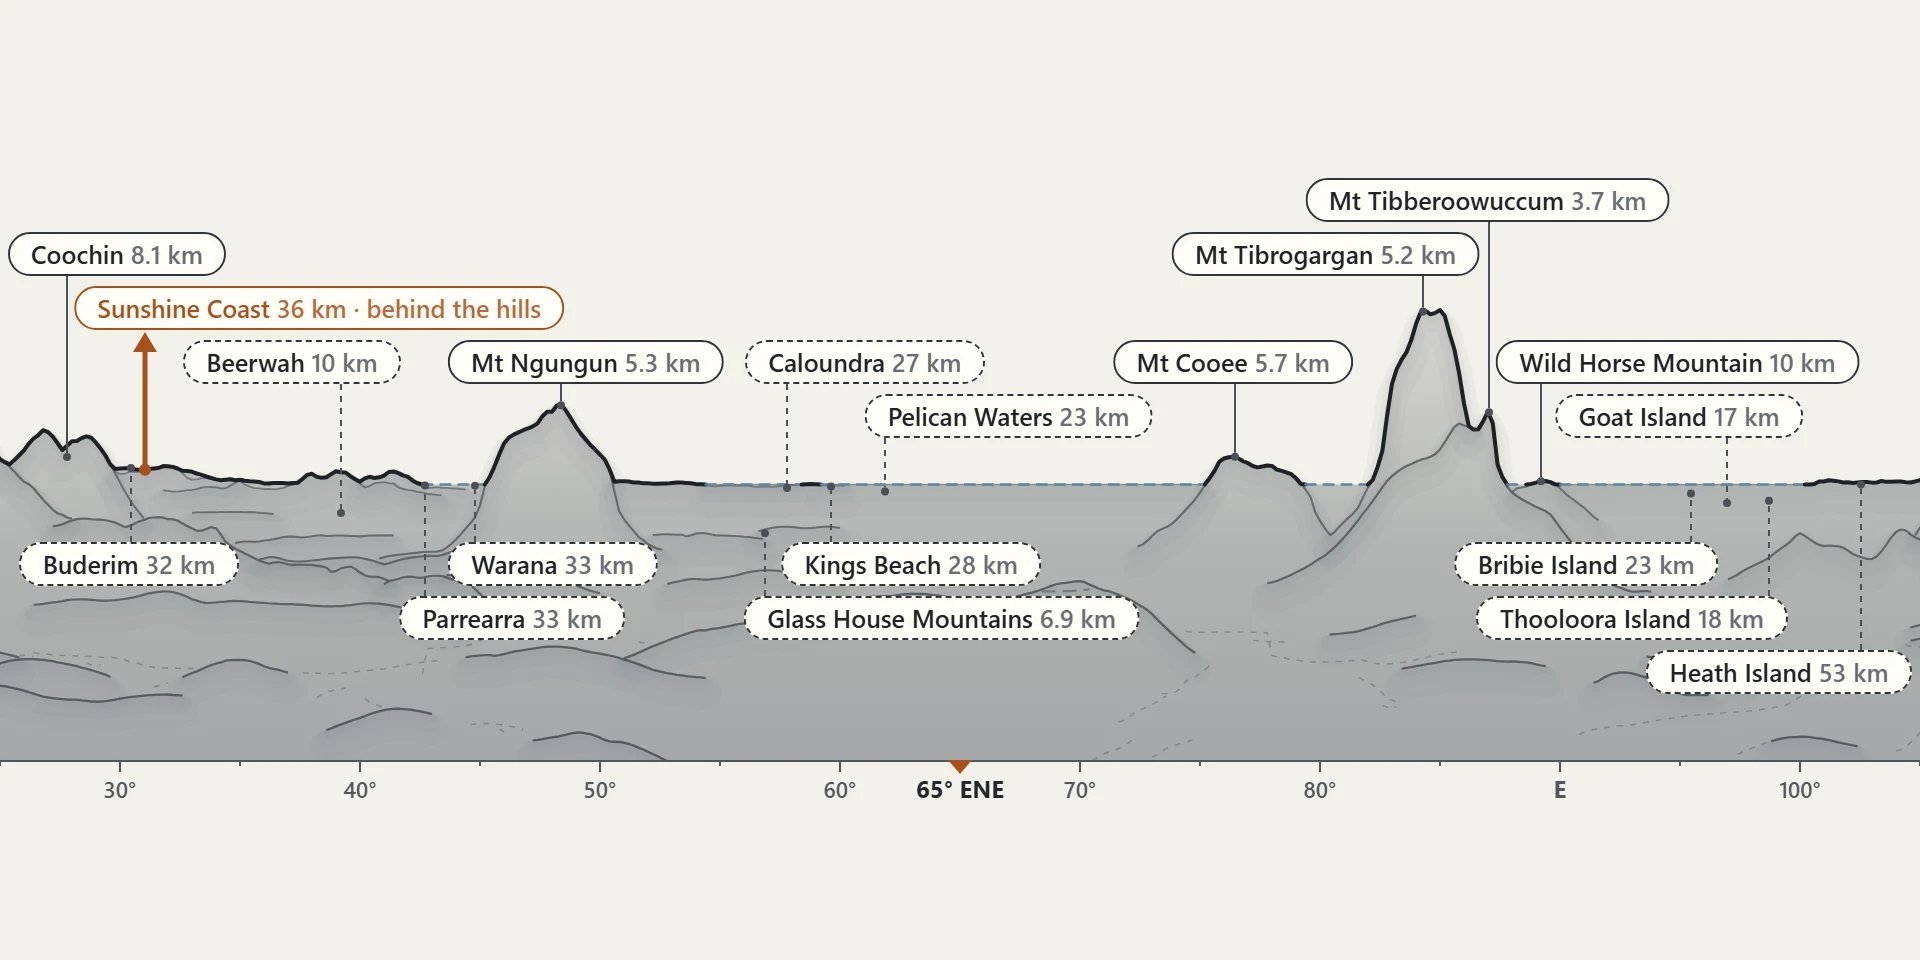 Mt Tibberoowuccum 3.7 km
Coochin 8.1 km
Mt Tibrogargan 5.2 km
Sunshine Coast 36 km · behind the hills
Beerwah 10 km
Mt Ngungun 5.3 km
Caloundra 27 km
Mt Cooee 5.7 km
Wild Horse Mountain 10 km
Pelican Waters 23 km
Goat Island 17 km
Buderim 32 km
Warana 33 km
Kings Beach 28 km
Bribie Island 23 km
Parrearra 33 km
Glass House Mountains 6.9 km
Thooloora Island 18 km
Heath Island 53 km
30° 40° 50° 60° 65° ENE 70° 80° E 100°